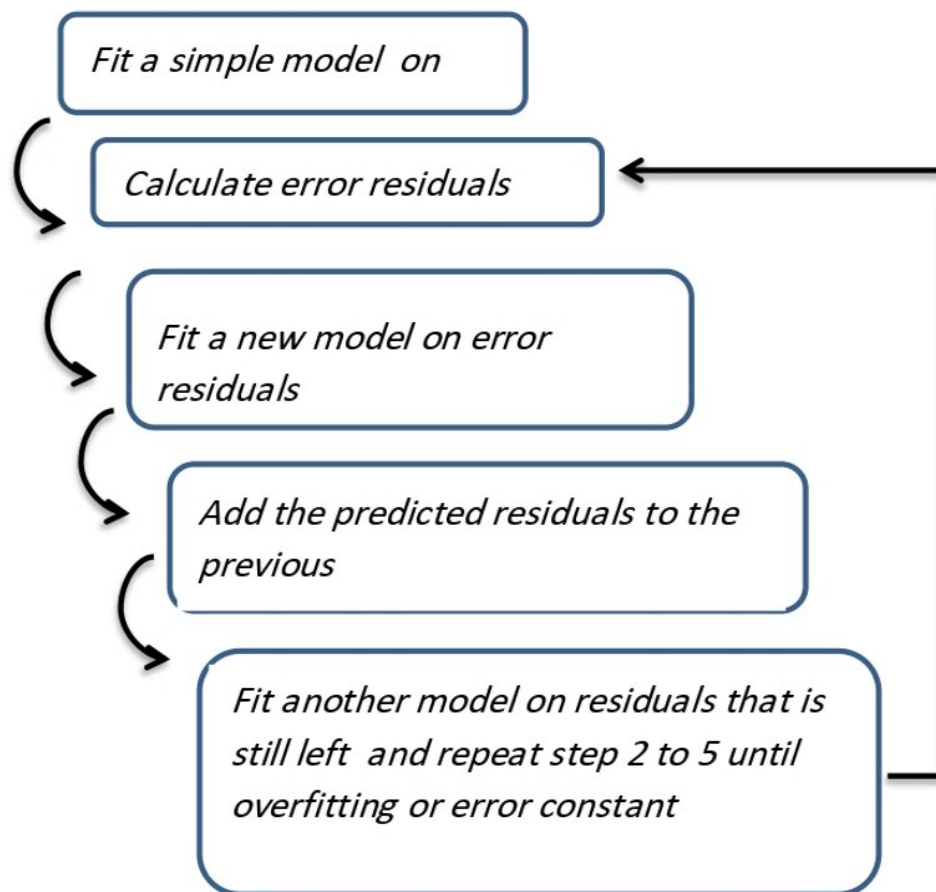 Fit a simple model on
Calculate error residuals
Fit a new model on error
residuals
Add the predicted residuals to the
previous
Fit another model on residuals that is
still left and repeat step 2 to 5 until
overfitting or error constant